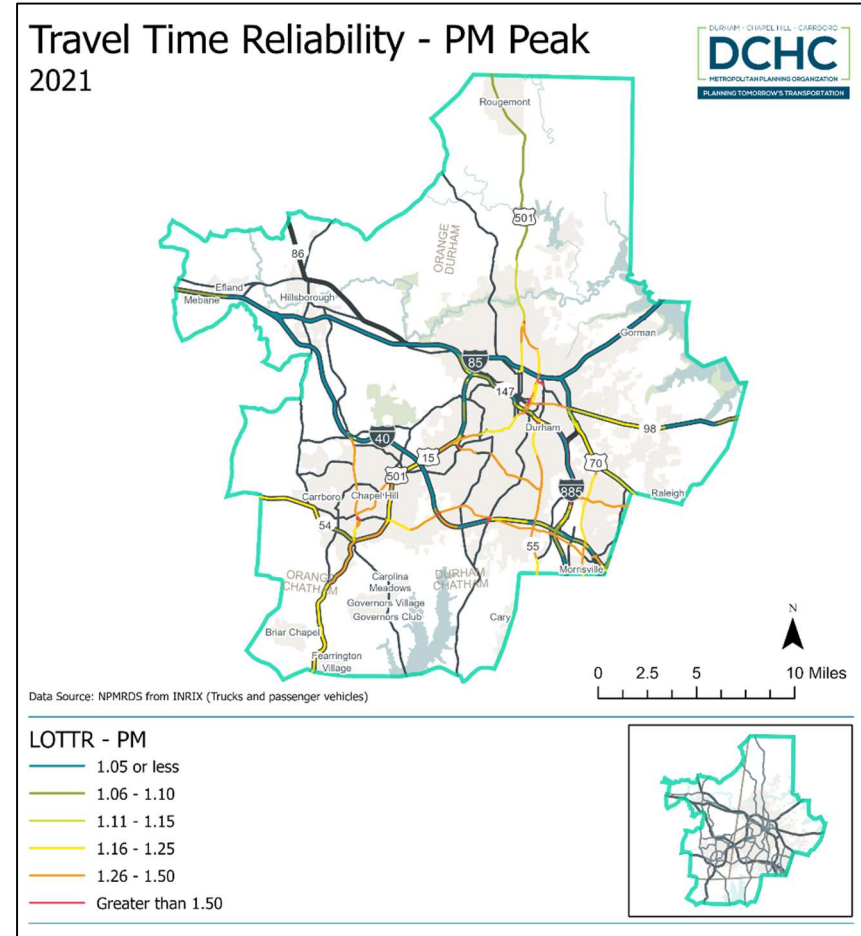 Travel Time Reliability - PM Peak
2021
DURHAM · CHAPEL HILL · CARRBORO
DCHC
METROPOLITAN PLANNING ORGANIZATION
PLANNING TOMORROW'S TRANSPORTATION
Rougemont
501
ORANGE
DURHAM
86
Efland
Mebane
Hillsborough
Gorman
85
147
Durham
98
40
15
501
70
885
Raleigh
Carrboro
Chapel Hill
54
55
Morrisville
ORANGE
CHATHAM
Carolina
Meadows
DURHAM
CHATHAM
Governors Village
Governors Club
Cary
Briar Chapel
Fearrington
Village
N
0 2.5 5 10 Miles
Data Source: NPMRDS from INRIX (Trucks and passenger vehicles)
LOTTR - PM
1.05 or less
1.06 - 1.10
1.11 - 1.15
1.16 - 1.25
1.26 - 1.50
Greater than 1.50